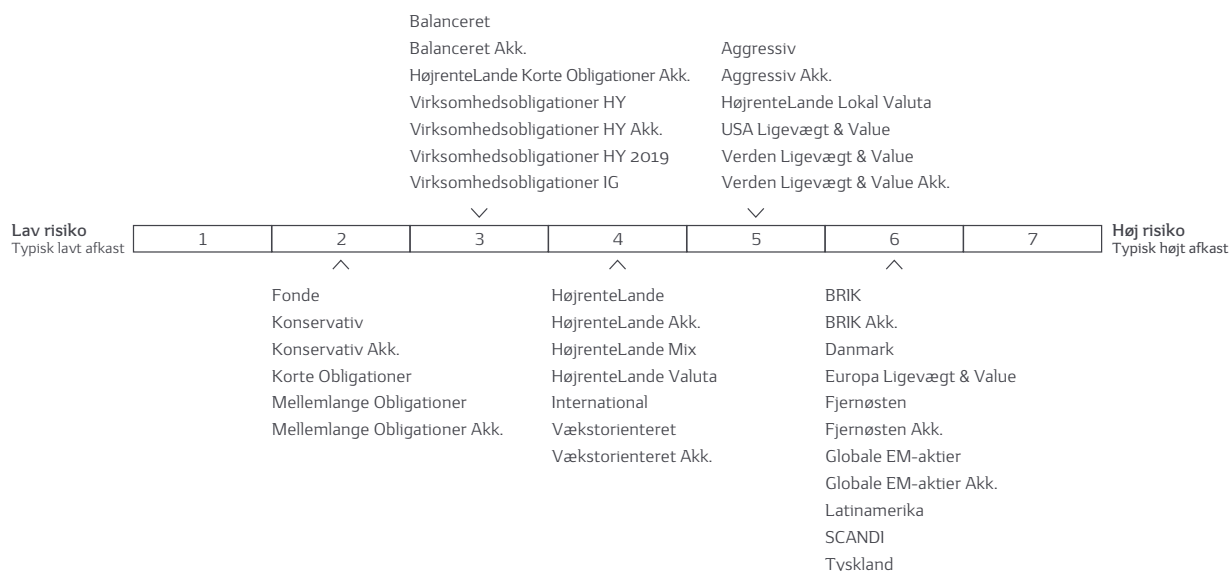 Balanceret
Balanceret Akk.
HøjrenteLande Korte Obligationer Akk.
Virksomhedsobligationer HY
Virksomhedsobligationer HY Akk.
Virksomhedsobligationer HY 2019
Virksomhedsobligationer IG
Aggressiv
Aggressiv Akk.
HøjrenteLande Lokal Valuta
USA Ligevægt & Value
Verden Ligevægt & Value
Verden Ligevægt & Value Akk.
Lav risiko
Typisk lavt afkast
1 2 3 4 5 6 7
Høj risiko
Typisk højt afkast
Fonde
Konservativ
Konservativ Akk.
Korte Obligationer
Mellemlange Obligationer
Mellemlange Obligationer Akk.
HøjrenteLande
HøjrenteLande Akk.
HøjrenteLande Mix
HøjrenteLande Valuta
International
Vækstorienteret
Vækstorienteret Akk.
BRIK
BRIK Akk.
Danmark
Europa Ligevægt & Value
Fjernøsten
Fjernøsten Akk.
Globale EM-aktier
Globale EM-aktier Akk.
Latinamerika
SCANDI
Tyskland